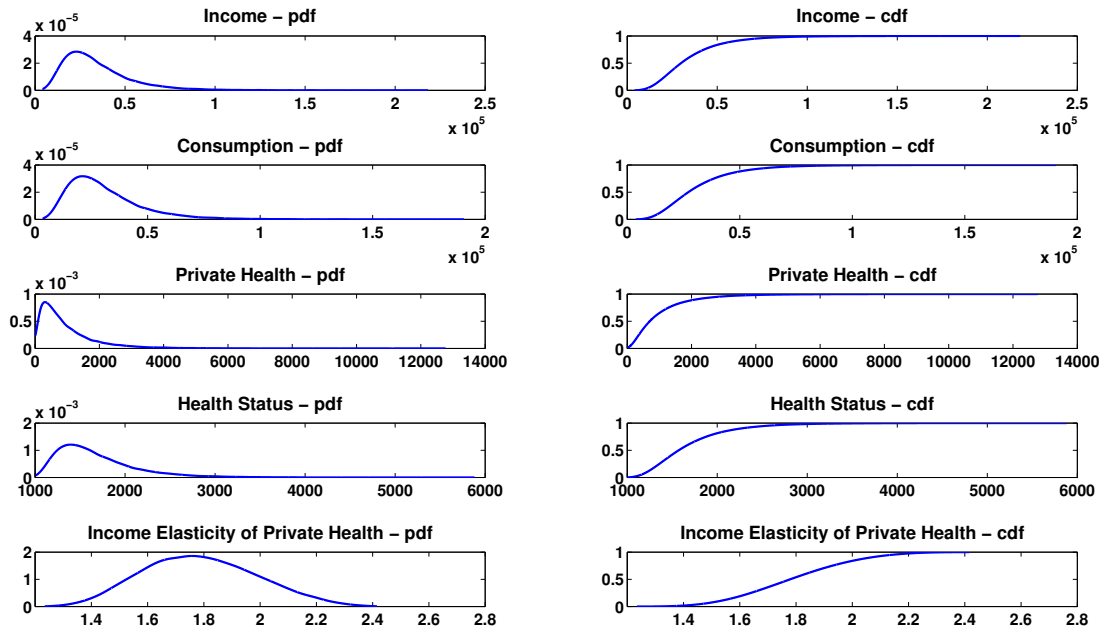 Income – pdf
x 10⁻⁵
4
2
0
0 0.5 1 1.5 2 2.5
x 10⁵
Income – cdf
1
0.5
0
0 0.5 1 1.5 2 2.5
x 10⁵
Consumption – pdf
x 10⁻⁵
4
2
0
0 0.5 1 1.5 2
x 10⁵
Consumption – cdf
1
0.5
0
0 0.5 1 1.5 2
x 10⁵
Private Health – pdf
x 10⁻³
1
0.5
0
0 2000 4000 6000 8000 10000 12000 14000
Private Health – cdf
1
0.5
0
0 2000 4000 6000 8000 10000 12000 14000
Health Status – pdf
x 10⁻³
2
1
0
1000 2000 3000 4000 5000 6000
Health Status – cdf
1
0.5
0
1000 2000 3000 4000 5000 6000
Income Elasticity of Private Health – pdf
2
1
0
1.4 1.6 1.8 2 2.2 2.4 2.6 2.8
Income Elasticity of Private Health – cdf
1
0.5
0
1.4 1.6 1.8 2 2.2 2.4 2.6 2.8